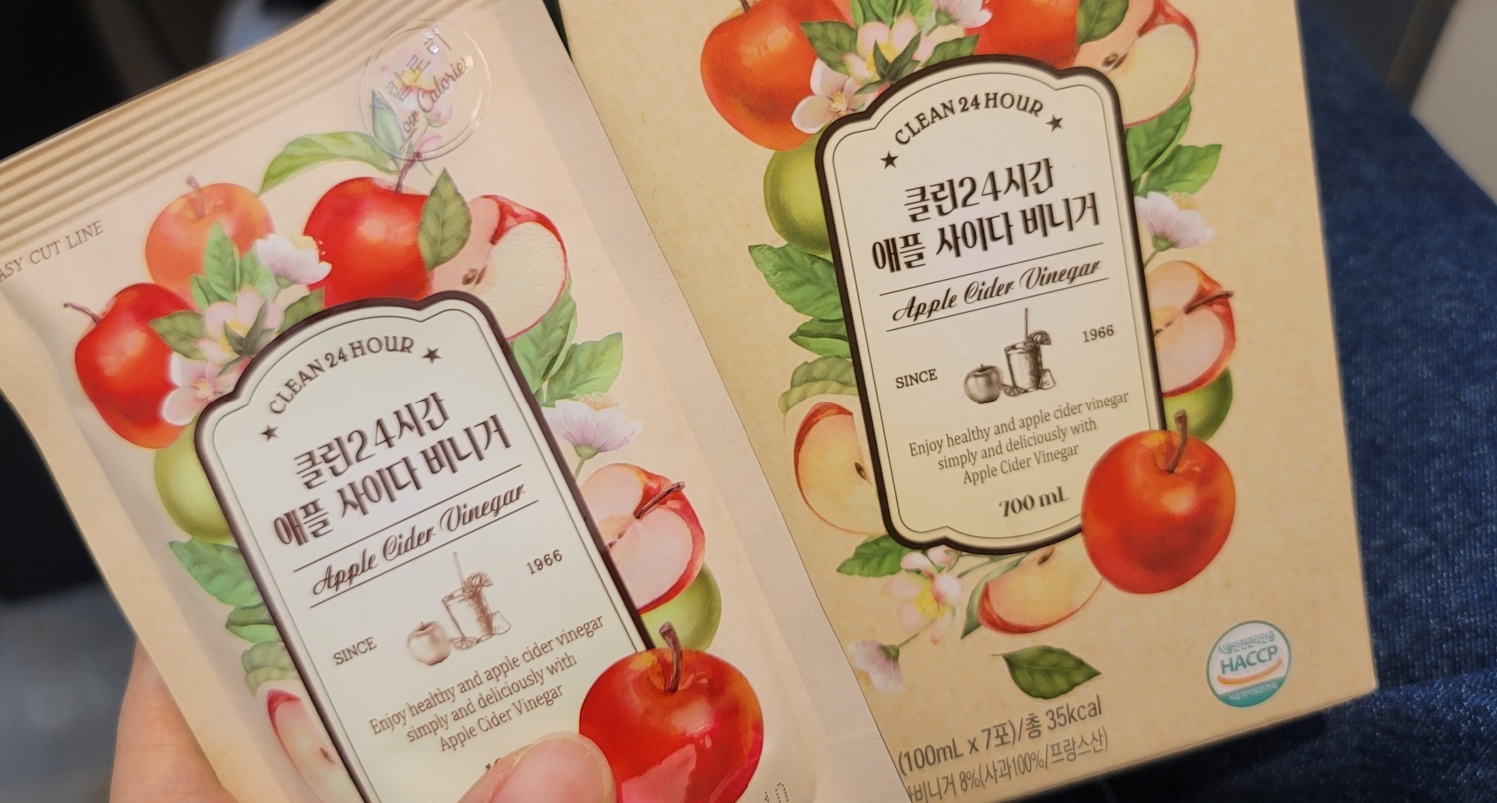 Low Calorie
EASY CUT LINE
CLEAN 24 HOUR
클린24시간
애플 사이다 비니거
Apple Cider Vinegar
SINCE 1966
Enjoy healthy and apple cider vinegar
simply and deliciously with
Apple Cider Vinegar
CLEAN 24 HOUR
클린24시간
애플 사이다 비니거
Apple Cider Vinegar
SINCE 1966
Enjoy healthy and apple cider vinegar
simply and deliciously with
Apple Cider Vinegar
700 mL
HACCP
(100mL x 7포)/총 35kcal
비니거 8%(사과100%/프랑스산)